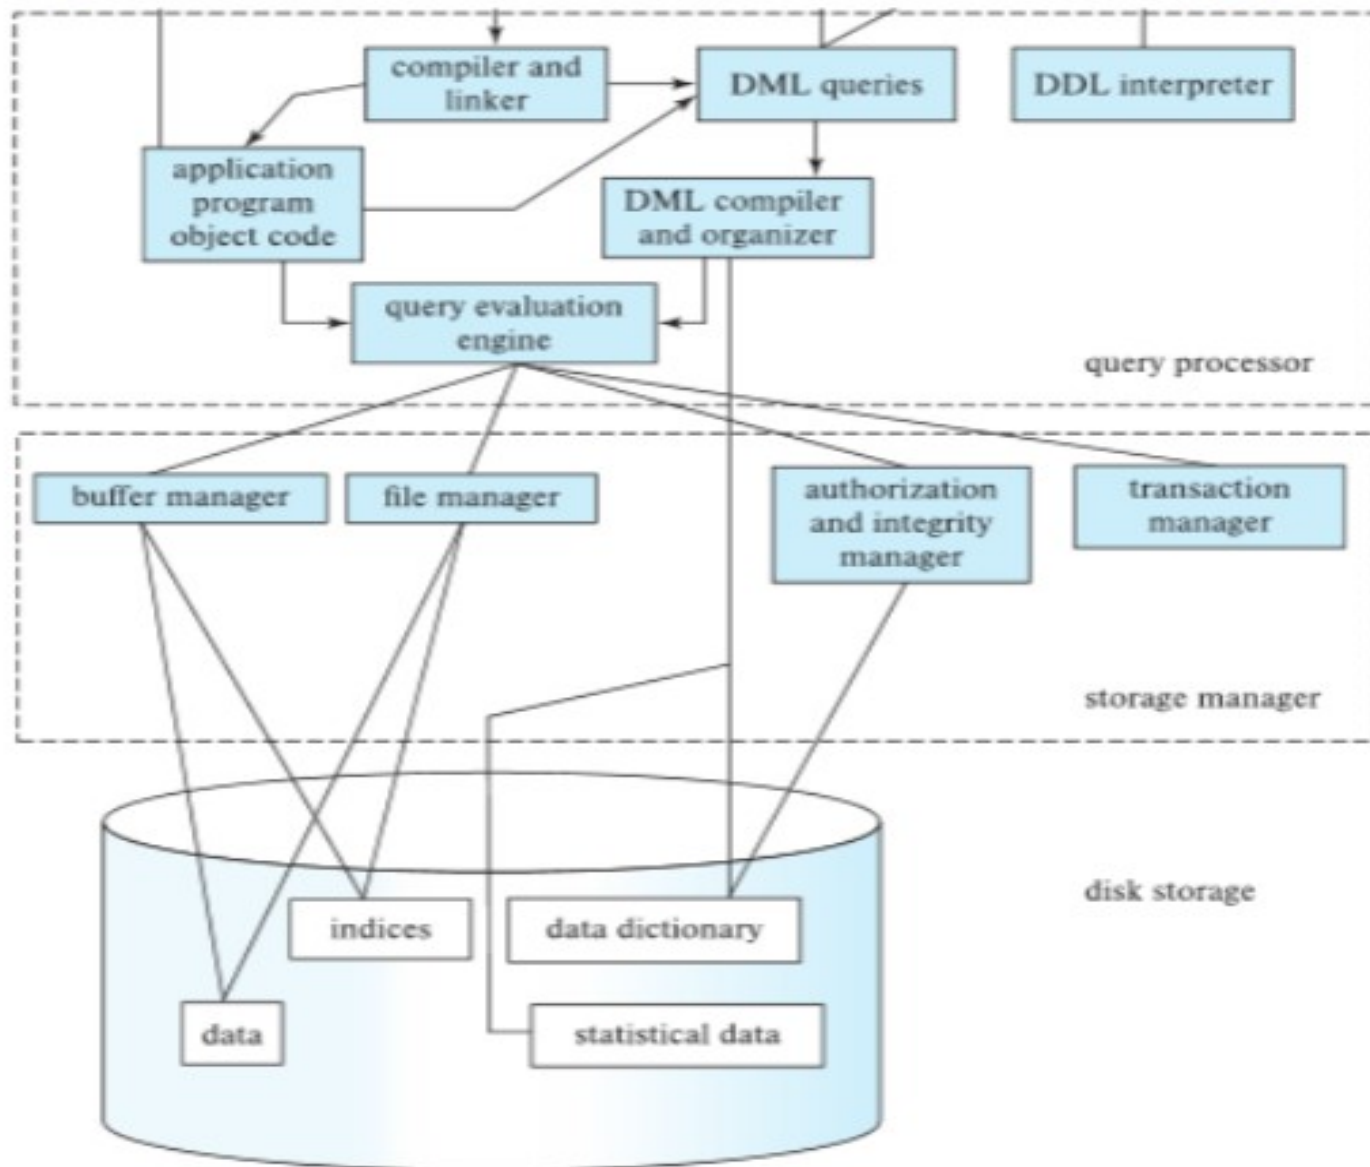 compiler and
linker
DML queries
DDL interpreter
application
program
object code
DML compiler
and organizer
query evaluation
engine
query processor
buffer manager
file manager
authorization
and integrity
manager
transaction
manager
storage manager
disk storage
indices
data dictionary
data
statistical data